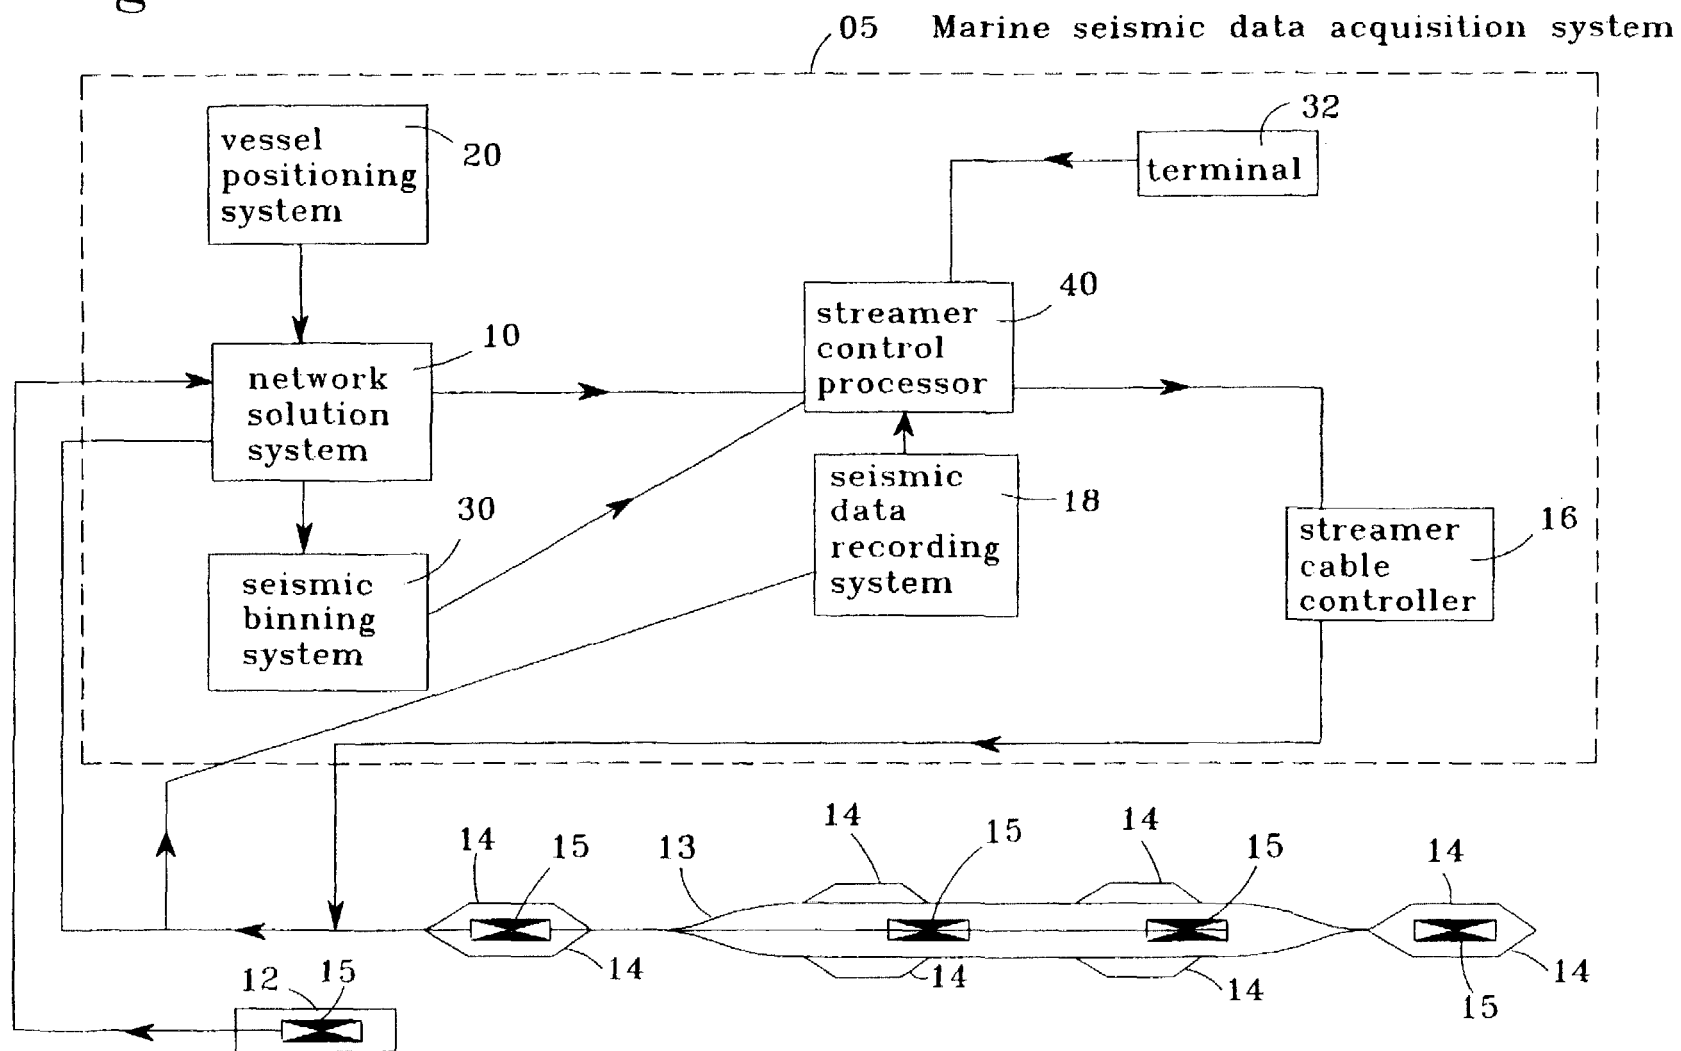 05 Marine seismic data acquisition system
32
vessel
positioning
system
20
terminal
40
10
streamer
control
processor
network
solution
system
30
seismic
data
recording
system
18
16
streamer
cable
controller
seismic
binning
system
14
15
13
14
15
14
15
14
14
14
14
14
15
12
15